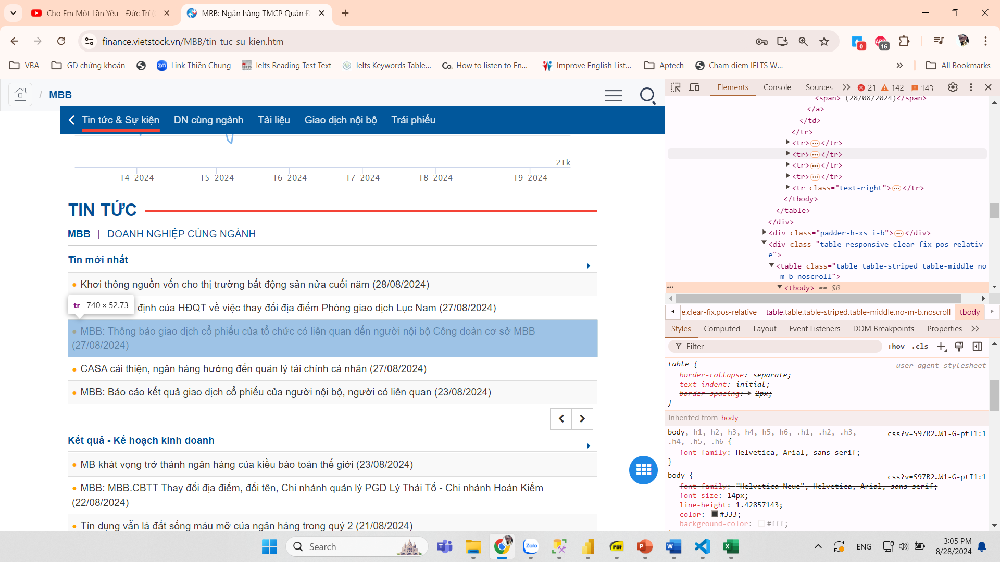 Cho Em Một Lần Yêu - Đức Trí (
MBB: Ngân hàng TMCP Quân Đ
finance.vietstock.vn/MBB/tin-tuc-su-kien.htm
0
16
VBA
GD chứng khoán
Link Thiền Chung
Ielts Reading Test Text
Ielts Keywords Table...
Co. How to listen to En...
Improve English List...
Aptech
Cham diem IELTS W...
All Bookmarks
/ MBB
Tin tức & Sự kiện DN cùng ngành Tài liệu Giao dịch nội bộ Trái phiếu
21k
T4-2024 T5-2024 T6-2024 T7-2024 T8-2024 T9-2024
TIN TỨC
MBB | DOANH NGHIỆP CÙNG NGÀNH
Tin mới nhất
Khơi thông nguồn vốn cho thị trường bất động sản nửa cuối năm (28/08/2024)
tr 740 × 52.73
định của HĐQT về việc thay đổi địa điểm Phòng giao dịch Lục Nam (27/08/2024)
MBB: Thông báo giao dịch cổ phiếu của tổ chức có liên quan đến người nội bộ Công đoàn cơ sở MBB
(27/08/2024)
CASA cải thiện, ngân hàng hướng đến quản lý tài chính cá nhân (27/08/2024)
MBB: Báo cáo kết quả giao dịch cổ phiếu của người nội bộ, người có liên quan (23/08/2024)
Kết quả - Kế hoạch kinh doanh
MB khát vọng trở thành ngân hàng của kiều bào toàn thế giới (23/08/2024)
MBB: MBB.CBTT Thay đổi địa điểm, đổi tên, Chi nhánh quản lý PGD Lý Thái Tổ - Chi nhánh Hoàn Kiếm
(22/08/2024)
Tín dụng vẫn là đất sống màu mỡ của ngân hàng trong quý 2 (21/08/2024)
Elements Console Sources 21 142 143
<span> (28/08/2024)</span>
</a>
</td>
</tr>
<tr>…</tr>
<tr>…</tr>
<tr>…</tr>
<tr>…</tr>
<tr class="text-right">…</tr>
</tbody>
</table>
</div>
<div class="padder-h-xs i-b">…</div>
<div class="table-responsive clear-fix pos-relativ
e">
<table class="table table-striped table-middle no
-m-b noscroll">
<tbody> == $0
ve.clear-fix.pos-relative table.table.table-striped.table-middle.no-m-b.noscroll tbody
Styles Computed Layout Event Listeners DOM Breakpoints Properties
Filter :hov .cls
table { user agent stylesheet
border-collapse: separate;
text-indent: initial;
border-spacing: 2px;
}
Inherited from body
body, h1, h2, h3, h4, h5, h6, .h1, .h2, .h3, css?v=S97R2…W1-G-ptI1:1
.h4, .h5, .h6 {
font-family: Helvetica, Arial, sans-serif;
}
body { css?v=S97R2…W1-G-ptI1:1
font-family: "Helvetica Neue", Helvetica, Arial, sans-serif;
font-size: 14px;
line-height: 1.42857143;
color: #333;
background-color: #fff;
Search
ENG
3:05 PM
8/28/2024